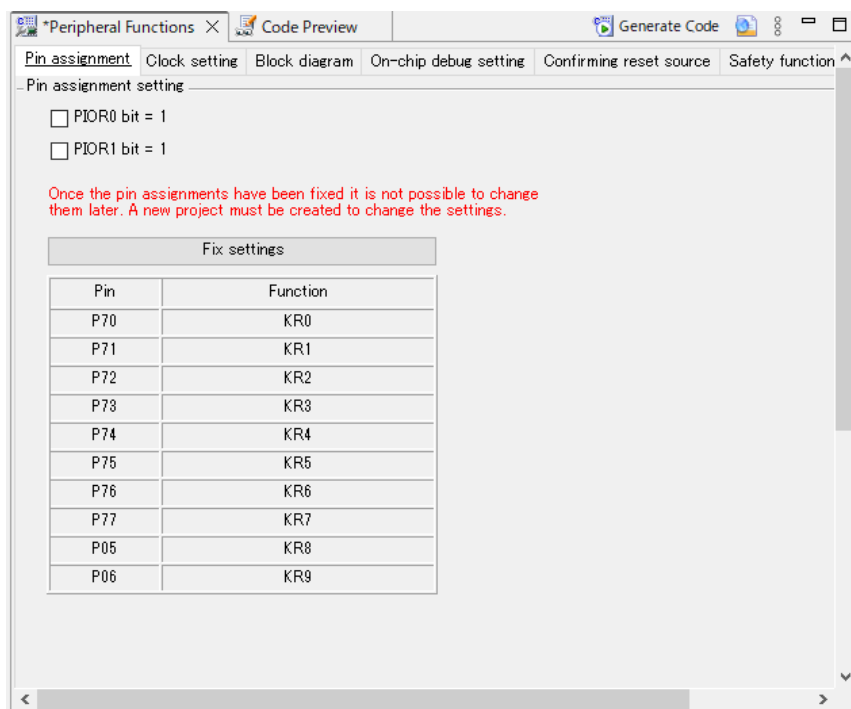 *Peripheral Functions Code Preview Generate Code
Pin assignment Clock setting Block diagram On-chip debug setting Confirming reset source Safety function
Pin assignment setting
PIOR0 bit = 1
PIOR1 bit = 1
Once the pin assignments have been fixed it is not possible to change
them later. A new project must be created to change the settings.
Fix settings
Pin Function
P70 KR0
P71 KR1
P72 KR2
P73 KR3
P74 KR4
P75 KR5
P76 KR6
P77 KR7
P05 KR8
P06 KR9